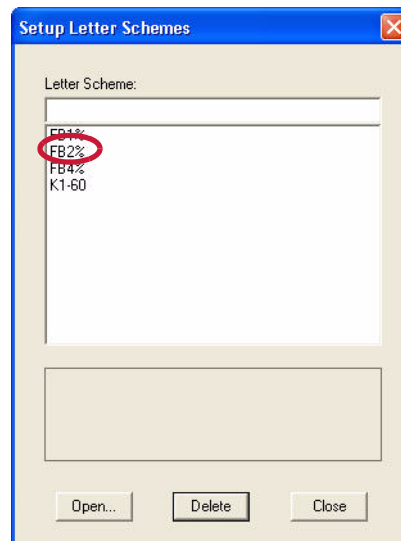 Setup Letter Schemes
Letter Scheme:
FB1%
FB2%
FB4%
K1-60
Open... Delete Close